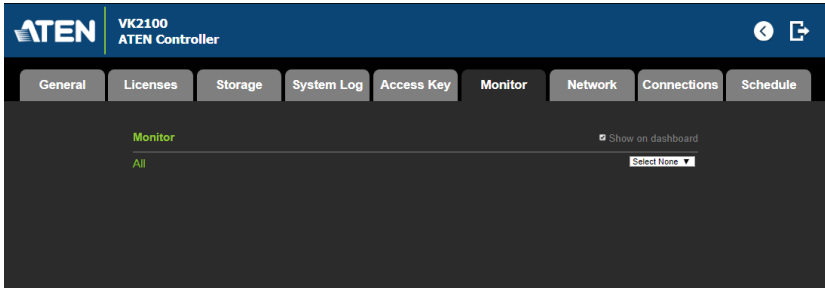 ATEN
VK2100
ATEN Controller
General Licenses Storage System Log Access Key Monitor Network Connections Schedule
Monitor Show on dashboard
All Select None